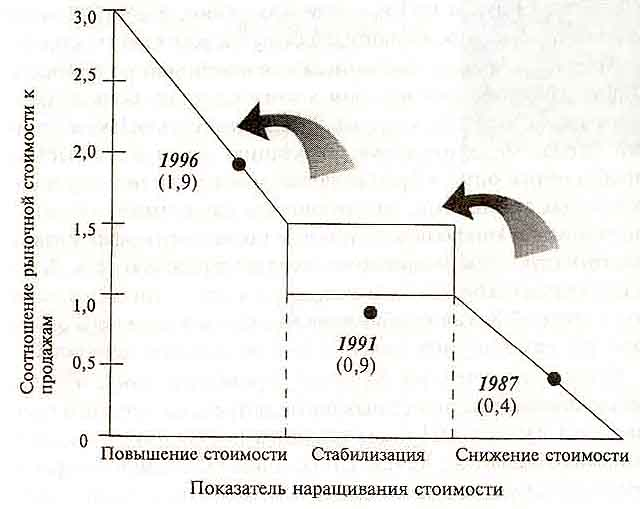 Соотношение рыночной стоимости к
продажам
3,0
2,5
2,0
1,5
1,0
0,5
0
1996
(1,9)
1991
(0,9)
1987
(0,4)
Повышение стоимости
Стабилизация
Снижение стоимости
Показатель наращивания стоимости